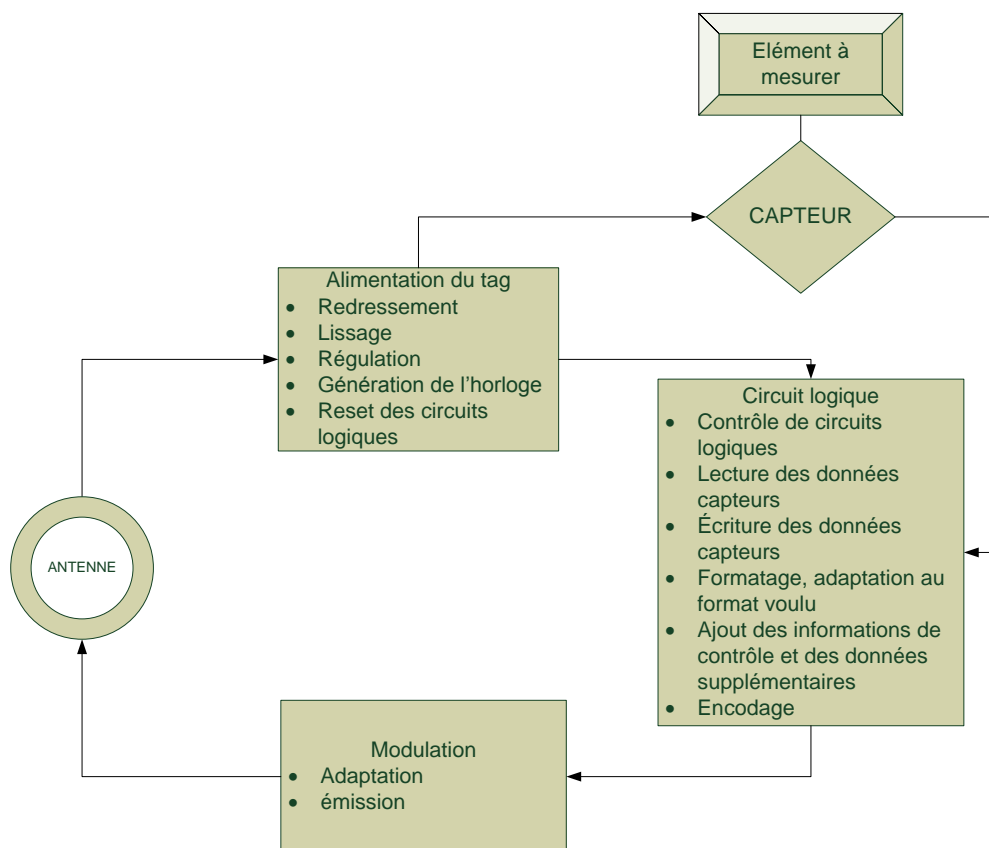 Elément à
mesurer
CAPTEUR
Alimentation du tag
• Redressement
• Lissage
• Régulation
• Génération de l'horloge
• Reset des circuits
logiques
Circuit logique
• Contrôle de circuits
logiques
• Lecture des données
capteurs
• Écriture des données
capteurs
• Formatage, adaptation au
format voulu
• Ajout des informations de
contrôle et des données
supplémentaires
• Encodage
ANTENNE
Modulation
• Adaptation
• émission